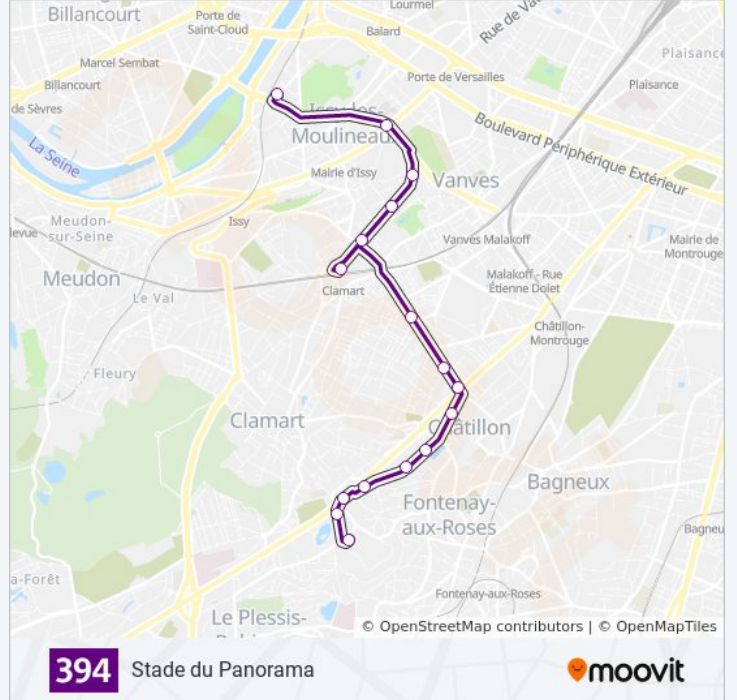 Lourmel
Billancourt
Porte de
Saint-Cloud
Balard
Rue de Va
Marcel Sembat
Plaisance
Porte de Versailles
Billancourt
Plaisance
de Sèvres
Issy-les-
Moulineau
Boulevard Périphérique Extérieur
La Seine
Mairie d'Issy
Vanves
Meudon-
sur-Seine
Issy
levue
Vanves Malakoff
Mairie de
Montrouge
Meudon
Malakoff - Rue
Étienne Dolet
Clamart
Le Val
Châtillon-
Montrouge
Fleury
Clamart
âtillon
Bagneux
Fontenay-
aux-Roses
Bagneu
a-Forêt
Fontenay-aux-Roses
Le Plessis-
© OpenStreetMap contributors | © OpenMapTiles
394 Stade du Panorama
moovit